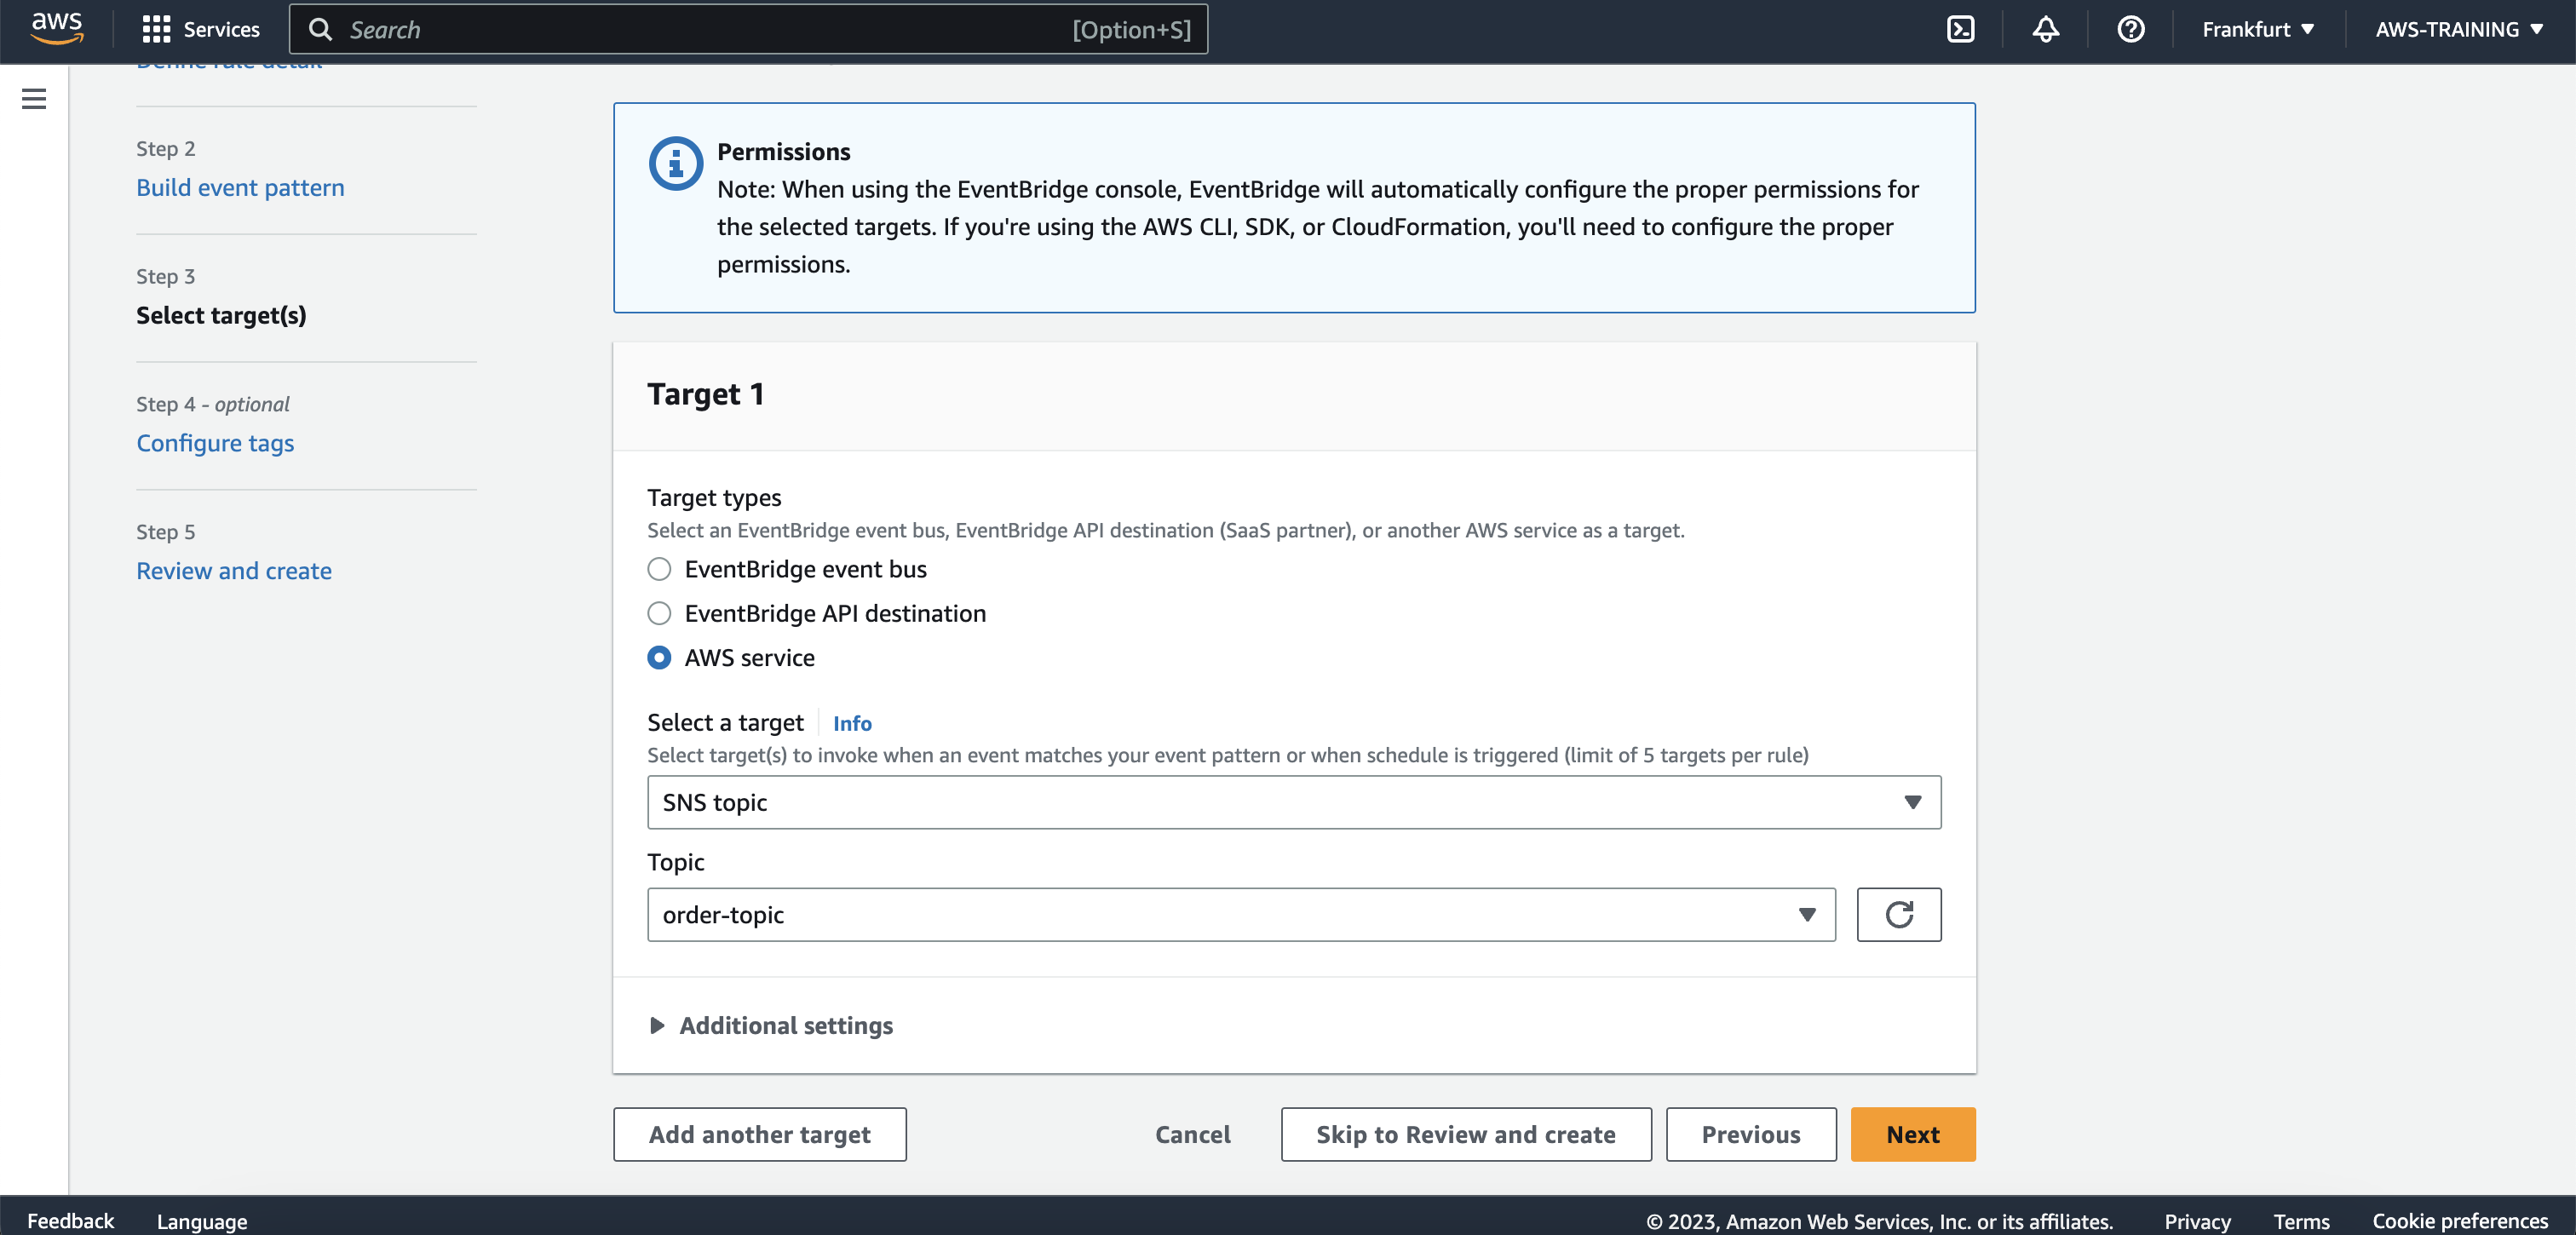 aws
Services
Search
[Option+S]
Frankfurt
AWS-TRAINING
Define rule detail
Step 2
Build event pattern
Step 3
Select target(s)
Step 4 - optional
Configure tags
Step 5
Review and create
Permissions
Note: When using the EventBridge console, EventBridge will automatically configure the proper permissions for
the selected targets. If you're using the AWS CLI, SDK, or CloudFormation, you'll need to configure the proper
permissions.
Target 1
Target types
Select an EventBridge event bus, EventBridge API destination (SaaS partner), or another AWS service as a target.
EventBridge event bus
EventBridge API destination
AWS service
Select a target
Info
Select target(s) to invoke when an event matches your event pattern or when schedule is triggered (limit of 5 targets per rule)
SNS topic
Topic
order-topic
Additional settings
Add another target
Cancel
Skip to Review and create
Previous
Next
Feedback
Language
© 2023, Amazon Web Services, Inc. or its affiliates.
Privacy
Terms
Cookie preferences